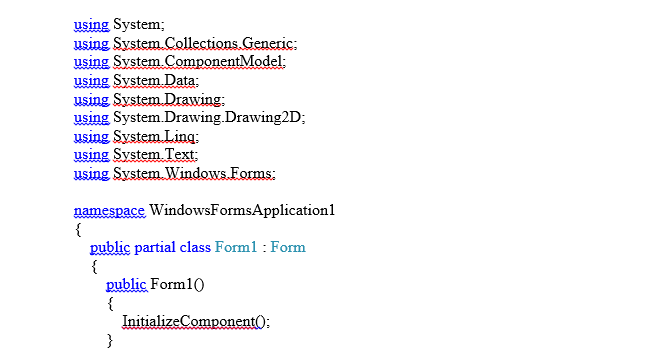 using System;
using System.Collections.Generic;
using System.ComponentModel;
using System.Data;
using System.Drawing;
using System.Drawing.Drawing2D;
using System.Linq;
using System.Text;
using System.Windows.Forms;
namespace WindowsFormsApplication1
{
public partial class Form1 : Form
{
public Form1()
{
InitializeComponent();
}